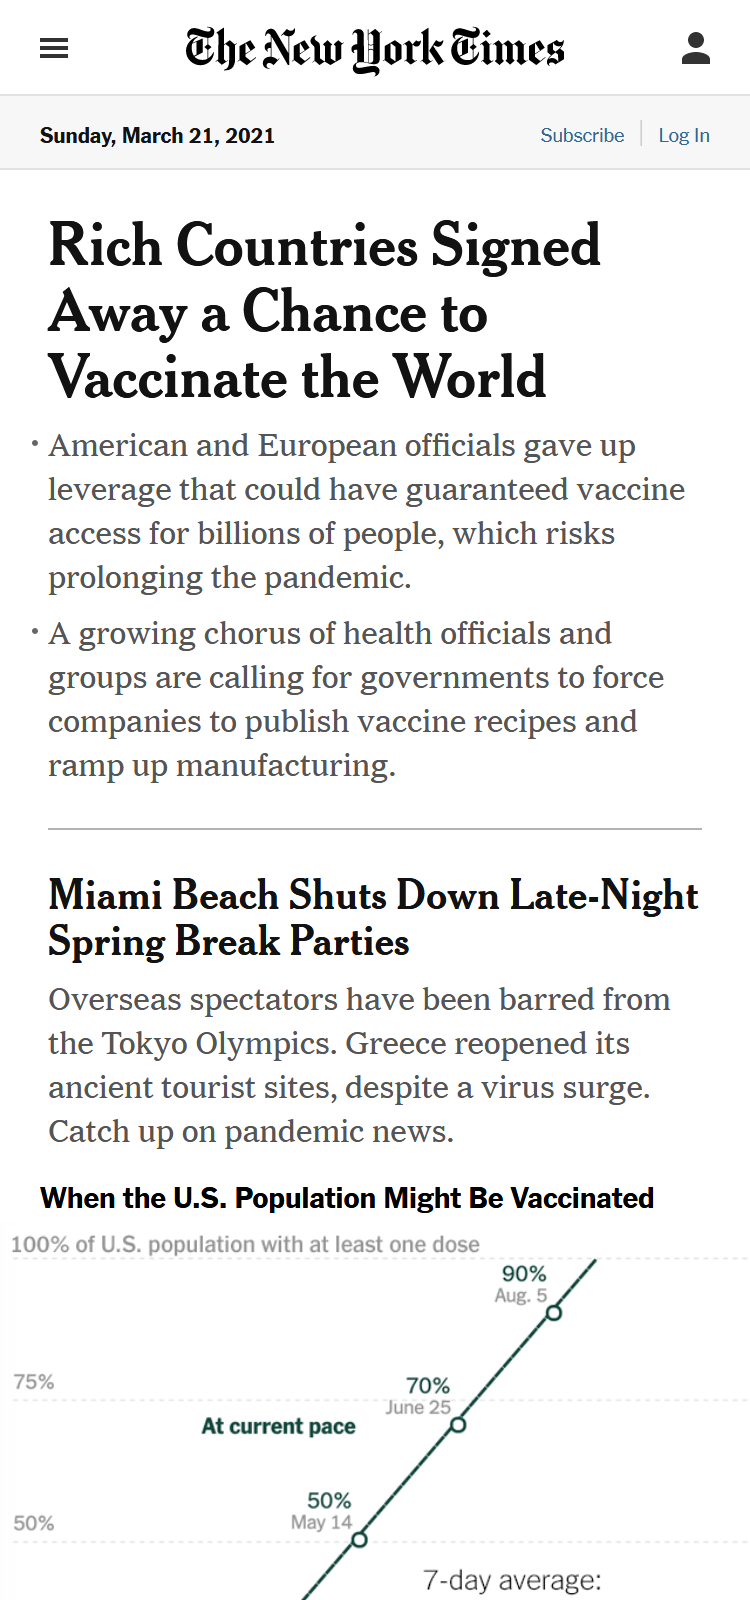 The New York Times
Sunday, March 21, 2021
Subscribe
Log In
Rich Countries Signed
Away a Chance to
Vaccinate the World
• American and European officials gave up
leverage that could have guaranteed vaccine
access for billions of people, which risks
prolonging the pandemic.
• A growing chorus of health officials and
groups are calling for governments to force
companies to publish vaccine recipes and
ramp up manufacturing.
Miami Beach Shuts Down Late-Night
Spring Break Parties
Overseas spectators have been barred from
the Tokyo Olympics. Greece reopened its
ancient tourist sites, despite a virus surge.
Catch up on pandemic news.
When the U.S. Population Might Be Vaccinated
100% of U.S. population with at least one dose
90%
Aug. 5
75%
70%
June 25
At current pace
50%
May 14
50%
7-day average: